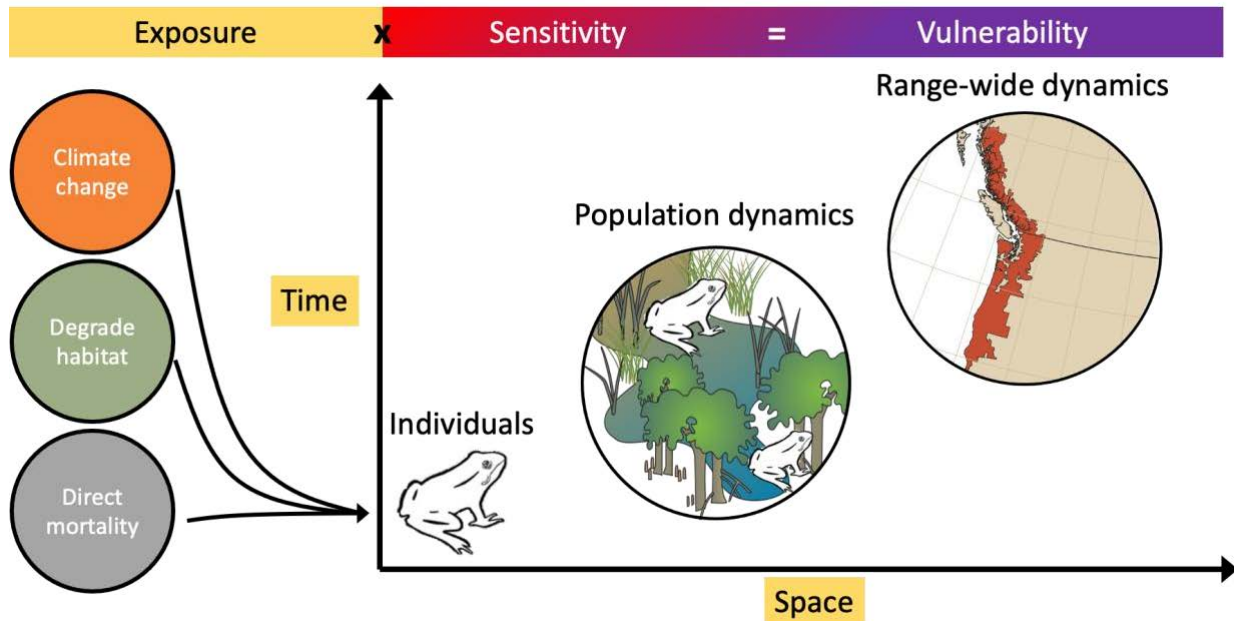 Exposure x Sensitivity = Vulnerability
Range-wide dynamics
Climate
change
Population dynamics
Time
Degrade
habitat
Individuals
Direct
mortality
Space